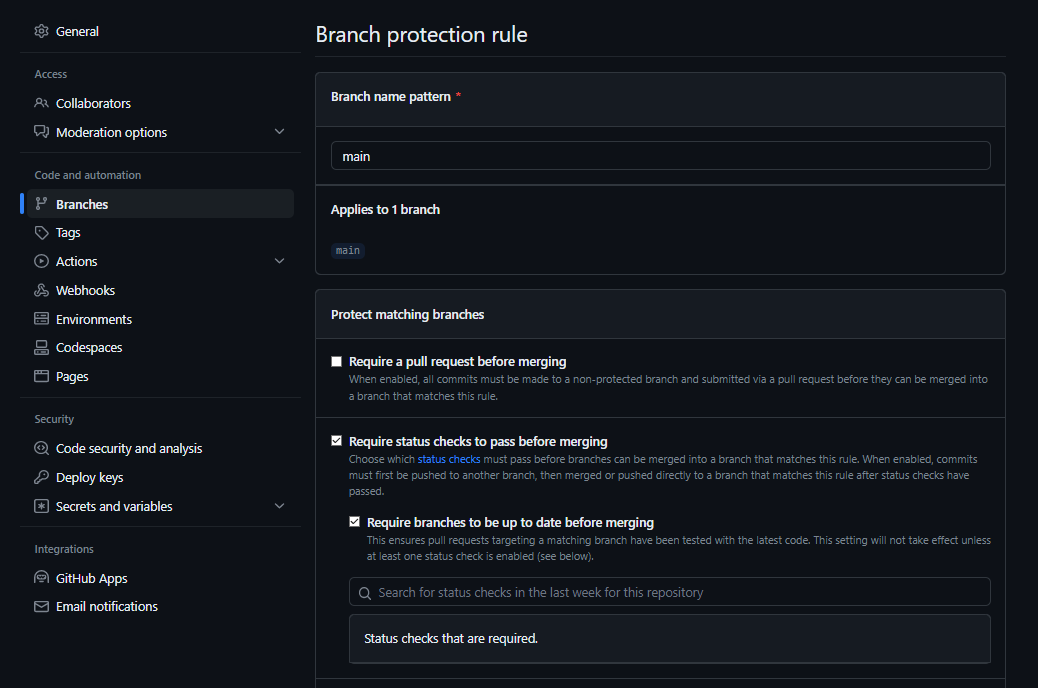 General
Access
Collaborators
Moderation options
Code and automation
Branches
Tags
Actions
Webhooks
Environments
Codespaces
Pages
Security
Code security and analysis
Deploy keys
Secrets and variables
Integrations
GitHub Apps
Email notifications
Branch protection rule
Branch name pattern *
main
Applies to 1 branch
main
Protect matching branches
Require a pull request before merging
When enabled, all commits must be made to a non-protected branch and submitted via a pull request before they can be merged into
a branch that matches this rule.
Require status checks to pass before merging
Choose which status checks must pass before branches can be merged into a branch that matches this rule. When enabled, commits
must first be pushed to another branch, then merged or pushed directly to a branch that matches this rule after status checks have
passed.
Require branches to be up to date before merging
This ensures pull requests targeting a matching branch have been tested with the latest code. This setting will not take effect unless
at least one status check is enabled (see below).
Search for status checks in the last week for this repository
Status checks that are required.